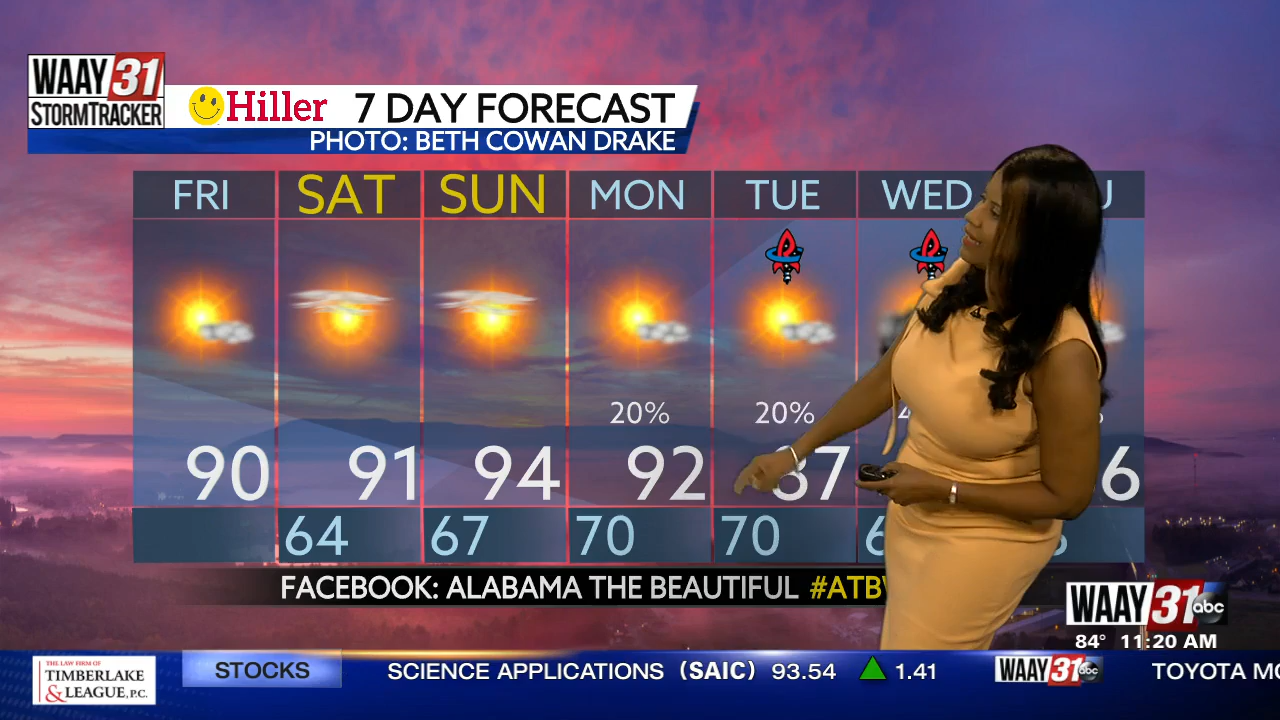 WAAY 31
STORMTRACKER
Hiller 7 DAY FORECAST
PHOTO: BETH COWAN DRAKE
FRI SAT SUN MON TUE WED
20% 20%
90 91 94 92 87
64 67 70 70
FACEBOOK: ALABAMA THE BEAUTIFUL
WAAY 31 abc
84° 11:20 AM
THE LAW FIRM OF
TIMBERLAKE
& LEAGUE, P.C.
STOCKS SCIENCE APPLICATIONS (SAIC) 93.54 ▲ 1.41 WAAY 31 abc TOYOTA